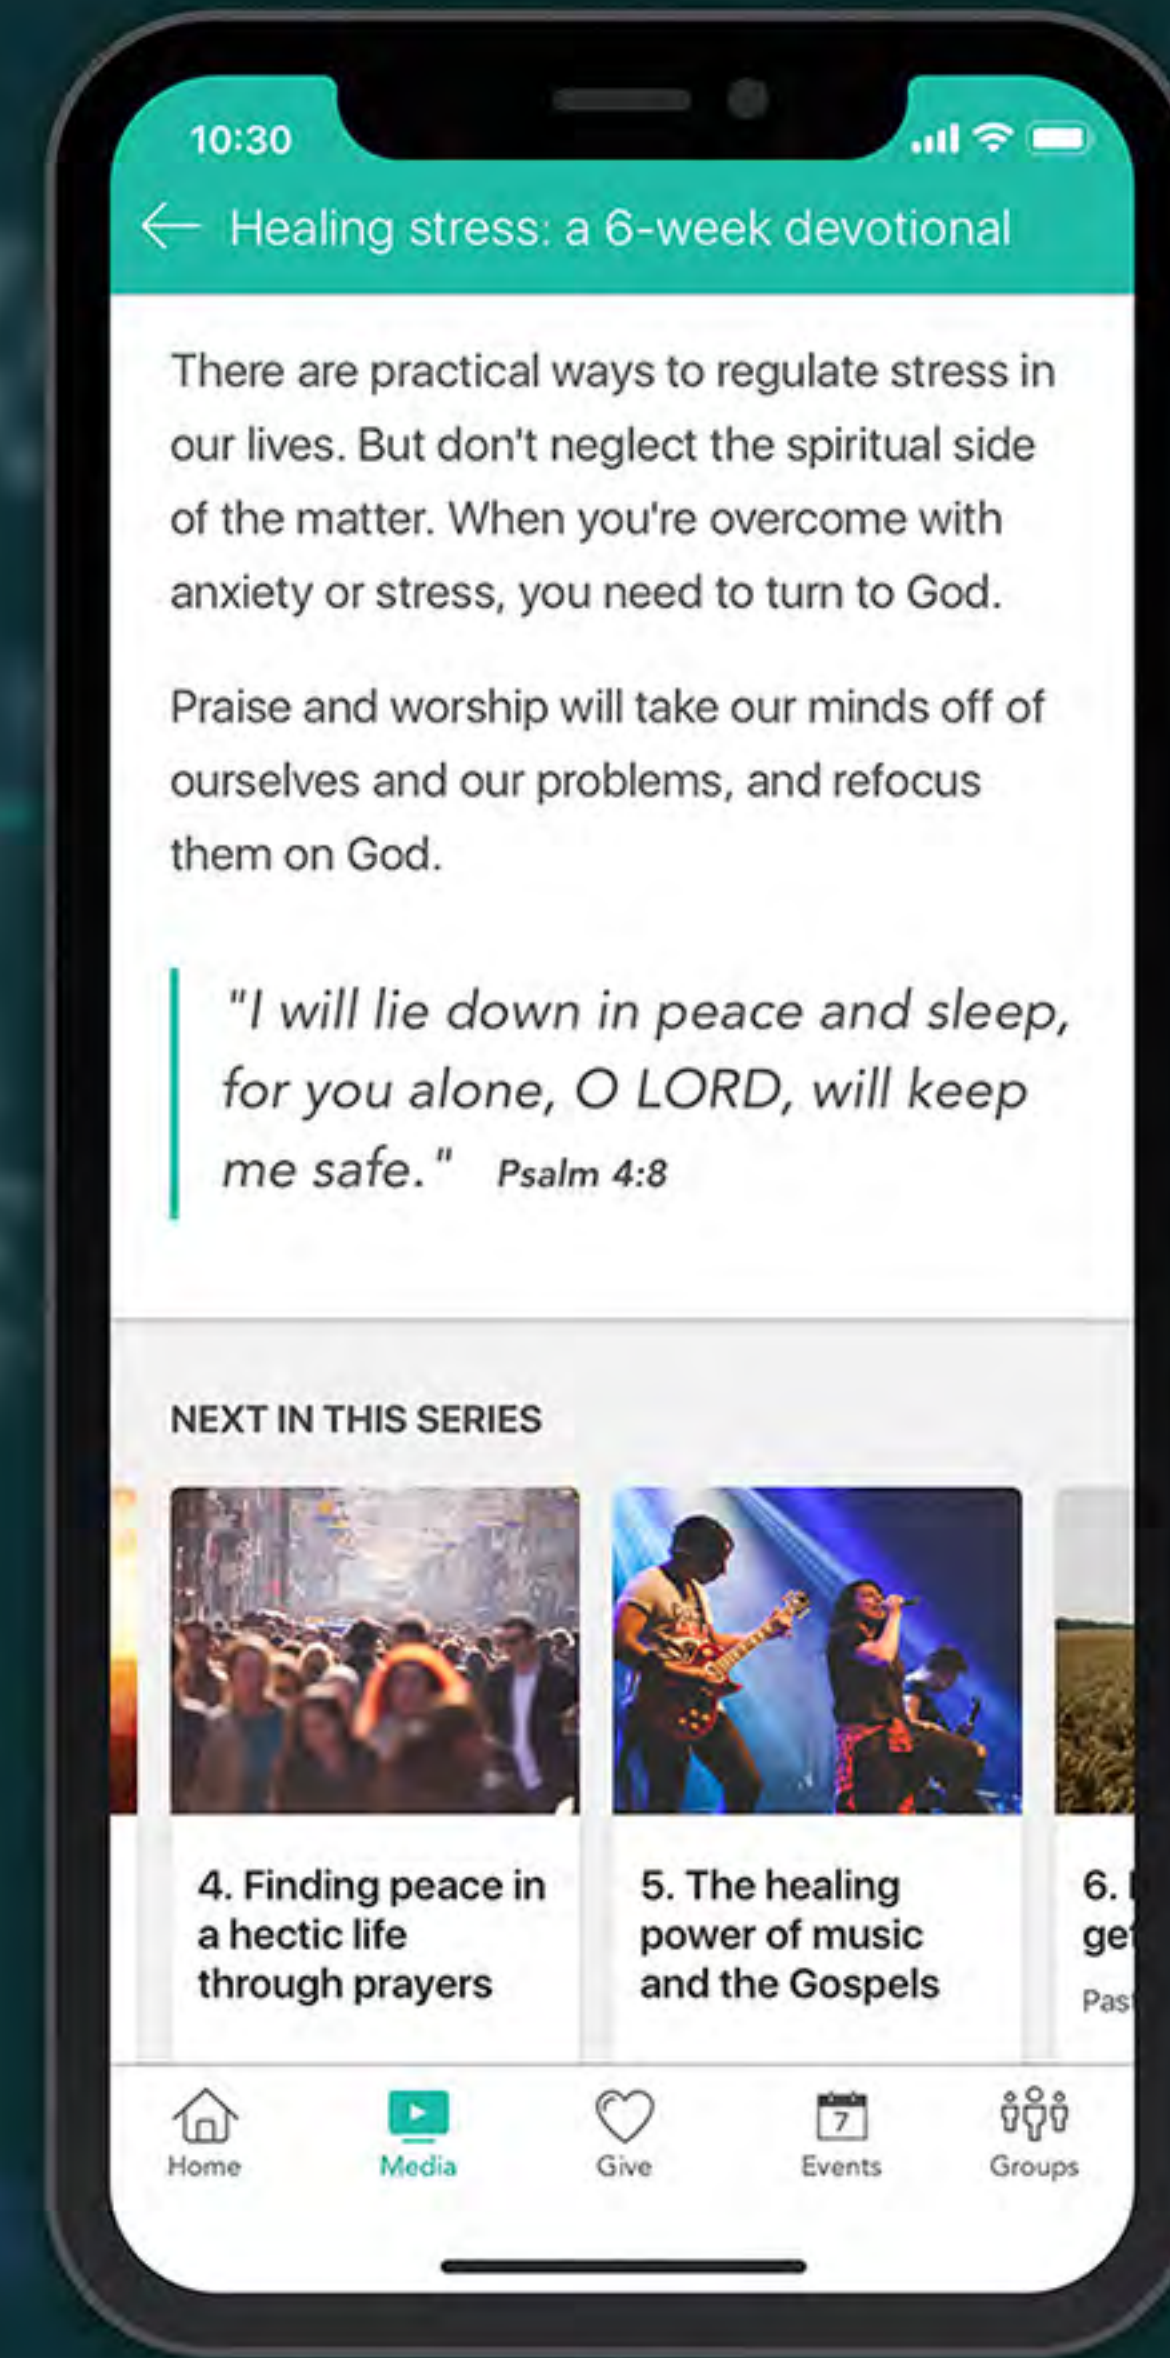 10:30
Healing stress: a 6-week devotional
There are practical ways to regulate stress in
our lives. But don't neglect the spiritual side
of the matter. When you're overcome with
anxiety or stress, you need to turn to God.
Praise and worship will take our minds off of
ourselves and our problems, and refocus
them on God.
"I will lie down in peace and sleep,
for you alone, O LORD, will keep
me safe." Psalm 4:8
NEXT IN THIS SERIES
4. Finding peace in
a hectic life
through prayers
5. The healing
power of music
and the Gospels
6.
7
Home
Media
Give
Events
Groups